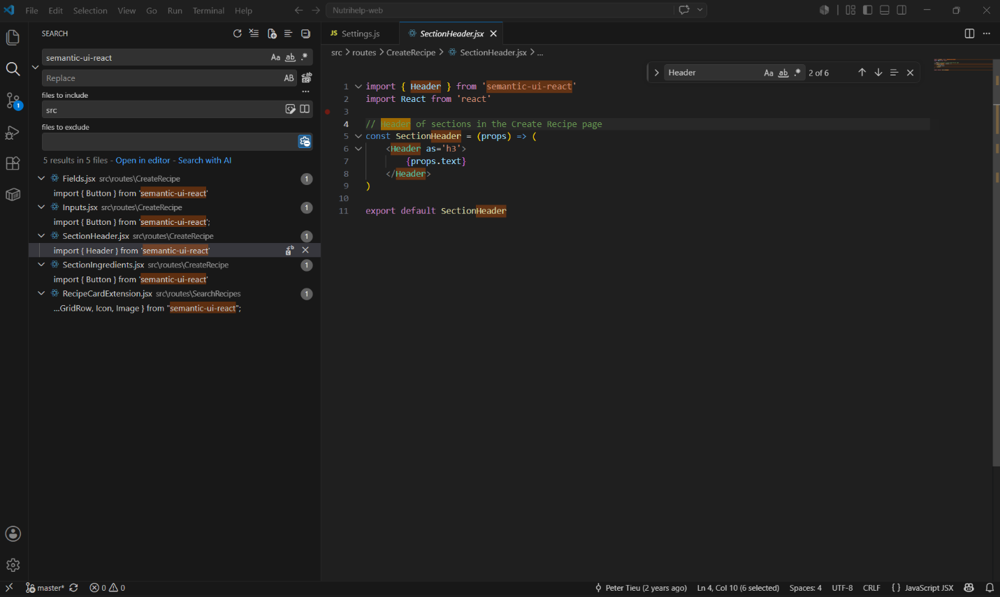 File Edit Selection View Go Run Terminal Help
Nutrihelp-web
SEARCH
semantic-ui-react
Aa ab .*
Replace
AB
files to include
src
files to exclude
5 results in 5 files - Open in editor - Search with AI
Fields.jsx src\routes\CreateRecipe 1
import { Button } from 'semantic-ui-react'
Inputs.jsx src\routes\CreateRecipe 1
import { Button } from 'semantic-ui-react';
SectionHeader.jsx src\routes\CreateRecipe 1
import { Header } from 'semantic-ui-react'
SectionIngredients.jsx src\routes\CreateRecipe 1
import { Button } from 'semantic-ui-react'
RecipeCardExtension.jsx src\routes\SearchRecipes 1
...GridRow, Icon, Image } from "semantic-ui-react";
1
JS Settings.js
SectionHeader.jsx
src > routes > CreateRecipe > SectionHeader.jsx > ...
Header Aa ab .* 2 of 6
1 import { Header } from 'semantic-ui-react'
2 import React from 'react'
3
4 // Header of sections in the Create Recipe page
5 const SectionHeader = (props) => (
6 <Header as='h3'>
7 {props.text}
8 </Header>
9 )
10
11 export default SectionHeader
master* 0 0
Peter Tieu (2 years ago) Ln 4, Col 10 (6 selected) Spaces: 4 UTF-8 CRLF { } JavaScript JSX